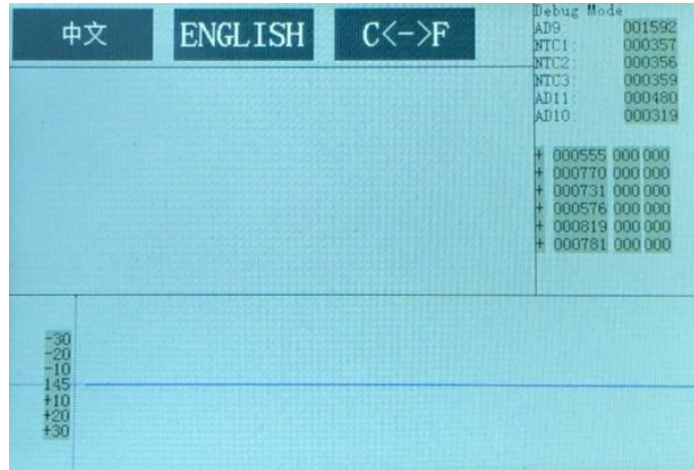 中文 ENGLISH C<->F
Debug Mode
AD9: 001592
NTC1: 000357
NTC2: 000356
NTC3: 000359
AD11: 000480
AD10: 000319
+ 000555 000 000
+ 000770 000 000
+ 000731 000 000
+ 000576 000 000
+ 000819 000 000
+ 000781 000 000
-30
-20
-10
145
+10
+20
+30